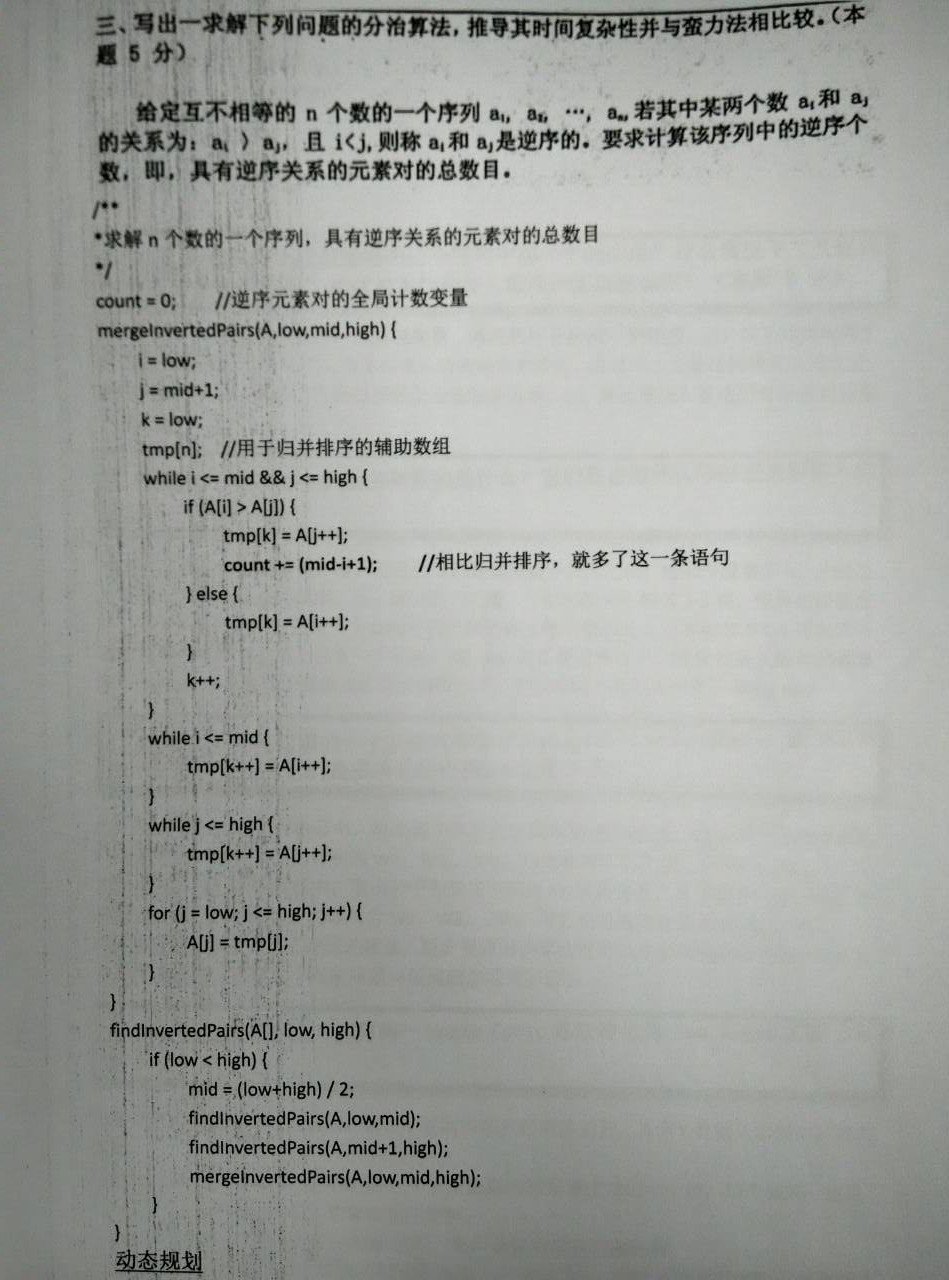 三、写出一求解下列问题的分治算法，推导其时间复杂性并与蛮力法相比较。（本
题 5 分）
给定互不相等的 n 个数的一个序列 a₁, a₂, …, aₙ, 若其中某两个数 aᵢ 和 aⱼ
的关系为：aᵢ 〉aⱼ，且 i<j, 则称 aᵢ 和 aⱼ 是逆序的。要求计算该序列中的逆序个
数，即，具有逆序关系的元素对的总数目。
/**
*求解 n 个数的一个序列，具有逆序关系的元素对的总数目
*/
count = 0; //逆序元素对的全局计数变量
mergeInvertedPairs(A,low,mid,high) {
i = low;
j = mid+1;
k = low;
tmp[n]; //用于归并排序的辅助数组
while i <= mid && j <= high {
if (A[i] > A[j]) {
tmp[k] = A[j++];
count += (mid-i+1); //相比归并排序，就多了这一条语句
} else {
tmp[k] = A[i++];
}
k++;
}
while i <= mid {
tmp[k++] = A[i++];
}
while j <= high {
tmp[k++] = A[j++];
}
for (j = low; j <= high; j++) {
A[j] = tmp[j];
}
}
findInvertedPairs(A[], low, high) {
if (low < high) {
mid = (low+high) / 2;
findInvertedPairs(A,low,mid);
findInvertedPairs(A,mid+1,high);
mergeInvertedPairs(A,low,mid,high);
}
}
动态规划